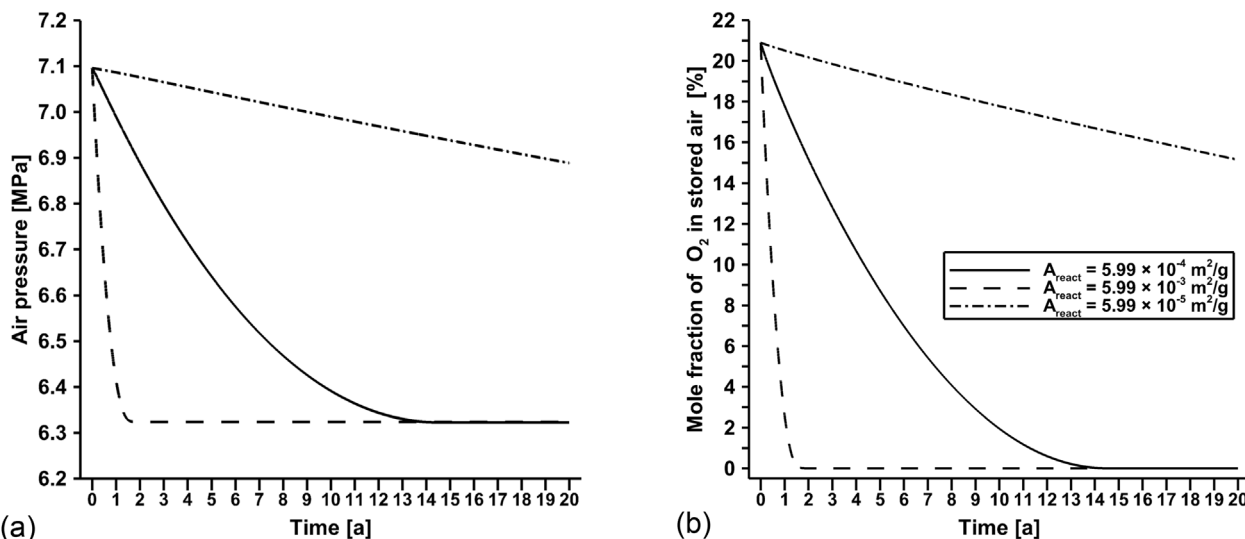 7.2
7.1
7.0
6.9
6.8
6.7
6.6
6.5
6.4
6.3
6.2
Air pressure [MPa]
0 1 2 3 4 5 6 7 8 9 10 11 12 13 14 15 16 17 18 19 20
Time [a]
(a)
22
20
18
16
14
12
10
8
6
4
2
0
Mole fraction of O2 in stored air [%]
A react = 5.99 × 10-4 m2/g
A react = 5.99 × 10-3 m2/g
A react = 5.99 × 10-5 m2/g
0 1 2 3 4 5 6 7 8 9 10 11 12 13 14 15 16 17 18 19 20
Time [a]
(b)